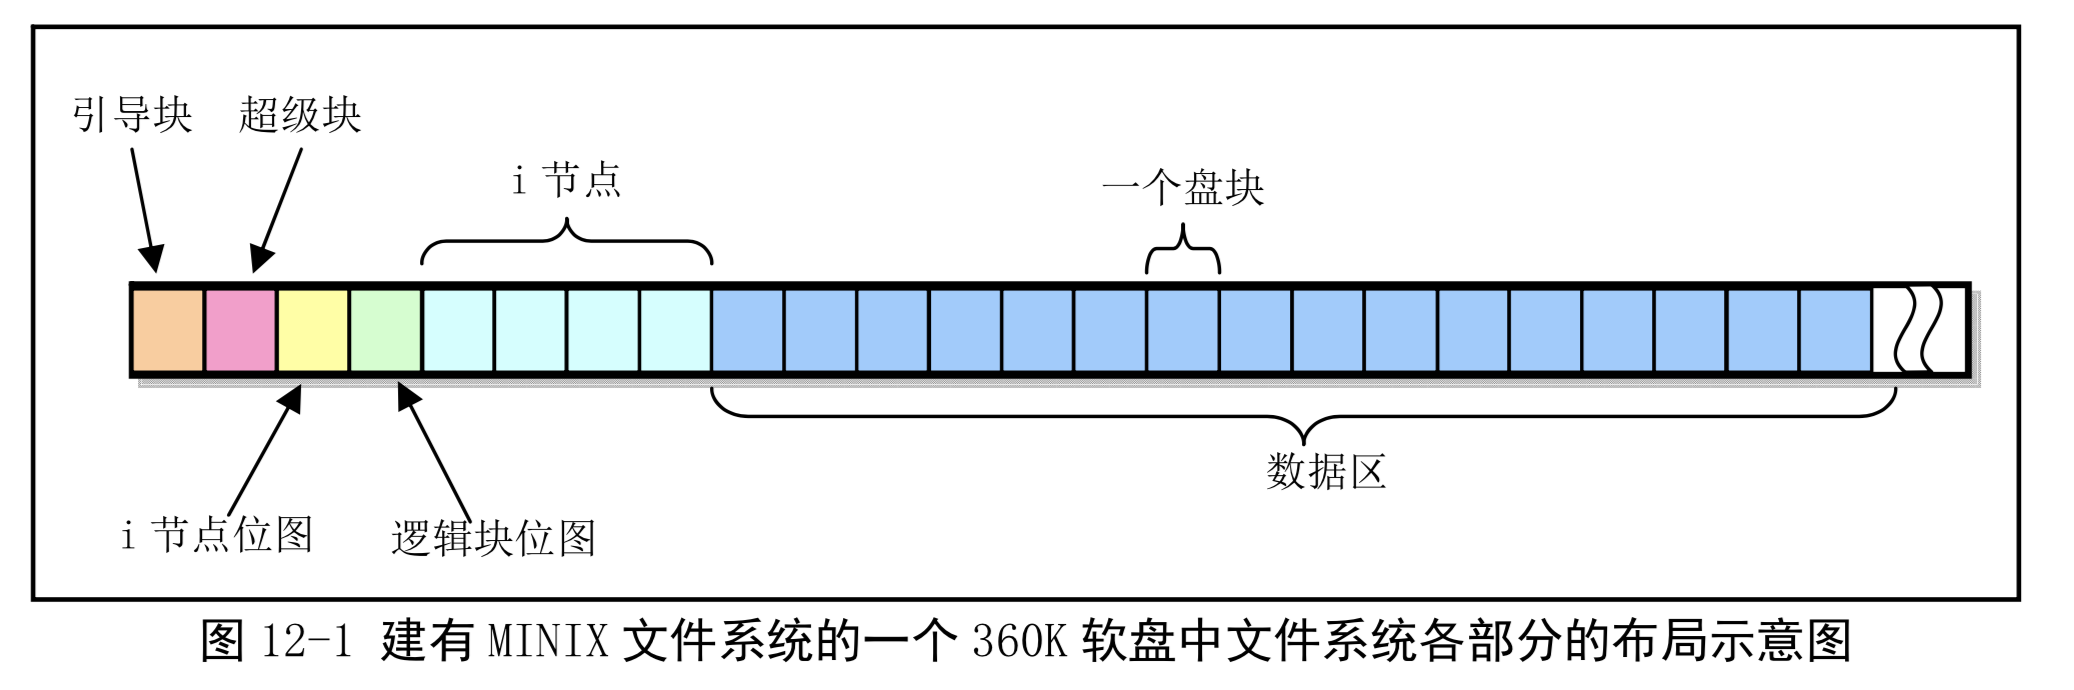 引导块 超级块
i 节点
一个盘块
数据区
i 节点位图 逻辑块位图
图 12-1 建有 MINIX 文件系统的一个 360K 软盘中文件系统各部分的布局示意图